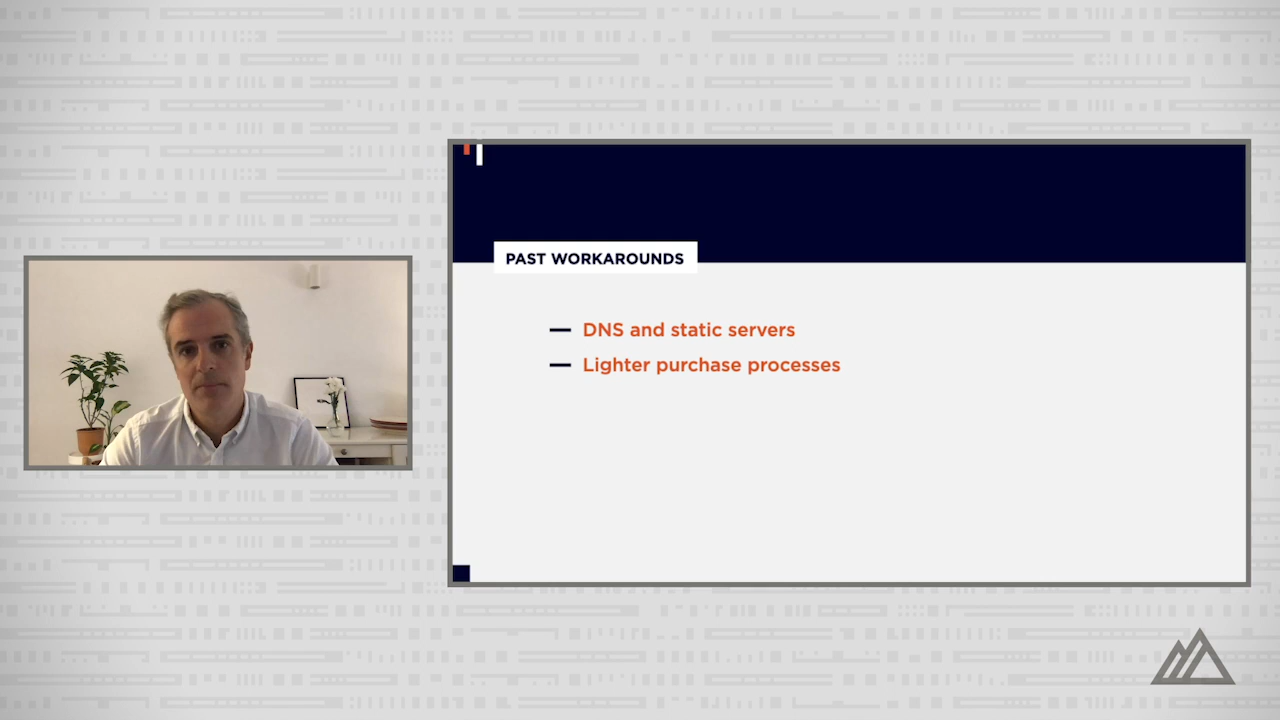 PAST WORKAROUNDS
— DNS and static servers
— Lighter purchase processes